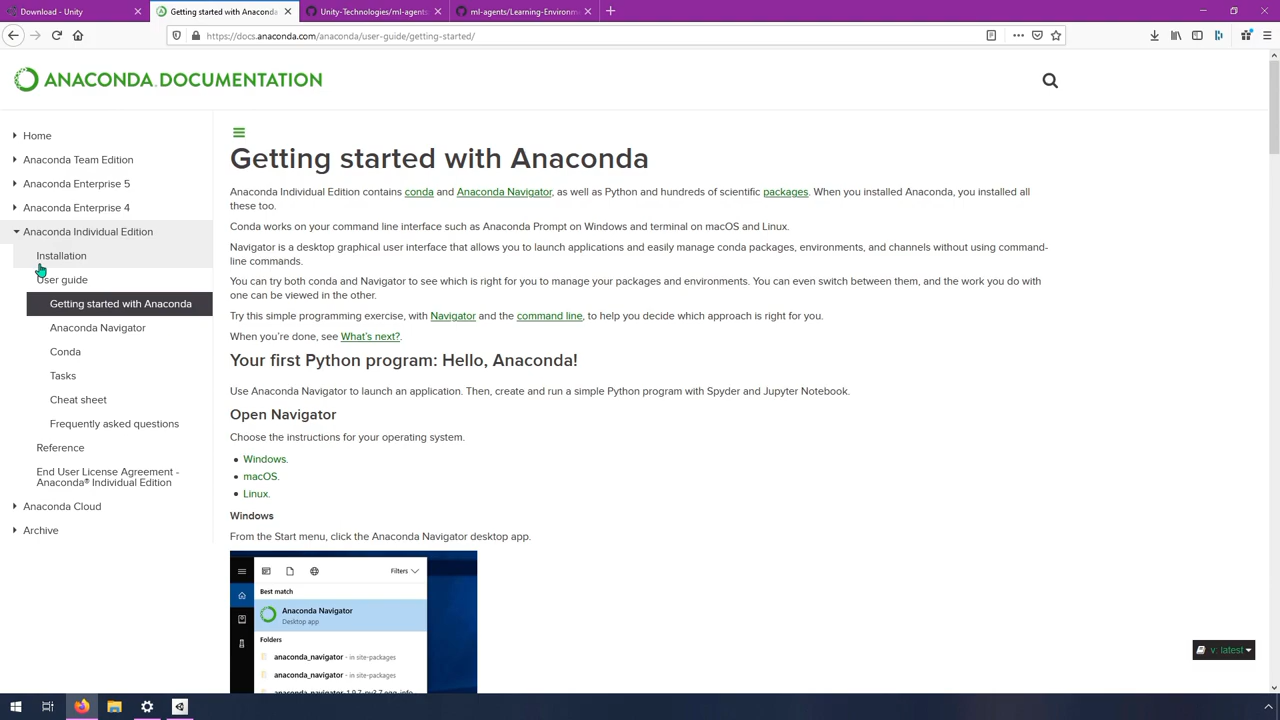 Download - Unity
Getting started with Anaconda
Unity-Technologies/ml-agents
ml-agents/Learning-Environme
https://docs.anaconda.com/anaconda/user-guide/getting-started/
ANACONDA.DOCUMENTATION
Home
Anaconda Team Edition
Anaconda Enterprise 5
Anaconda Enterprise 4
Anaconda Individual Edition
Installation
User guide
Getting started with Anaconda
Anaconda Navigator
Conda
Tasks
Cheat sheet
Frequently asked questions
Reference
End User License Agreement -
Anaconda® Individual Edition
Anaconda Cloud
Archive
Getting started with Anaconda
Anaconda Individual Edition contains conda and Anaconda Navigator, as well as Python and hundreds of scientific packages. When you installed Anaconda, you installed all
these too.
Conda works on your command line interface such as Anaconda Prompt on Windows and terminal on macOS and Linux.
Navigator is a desktop graphical user interface that allows you to launch applications and easily manage conda packages, environments, and channels without using command-
line commands.
You can try both conda and Navigator to see which is right for you to manage your packages and environments. You can even switch between them, and the work you do with
one can be viewed in the other.
Try this simple programming exercise, with Navigator and the command line, to help you decide which approach is right for you.
When you're done, see What's next?.
Your first Python program: Hello, Anaconda!
Use Anaconda Navigator to launch an application. Then, create and run a simple Python program with Spyder and Jupyter Notebook.
Open Navigator
Choose the instructions for your operating system.
Windows.
macOS.
Linux.
Windows
From the Start menu, click the Anaconda Navigator desktop app.
Filters
Best match
Anaconda Navigator
Desktop app
Folders
anaconda_navigator - in site-packages
anaconda_navigator - in site-packages
v: latest